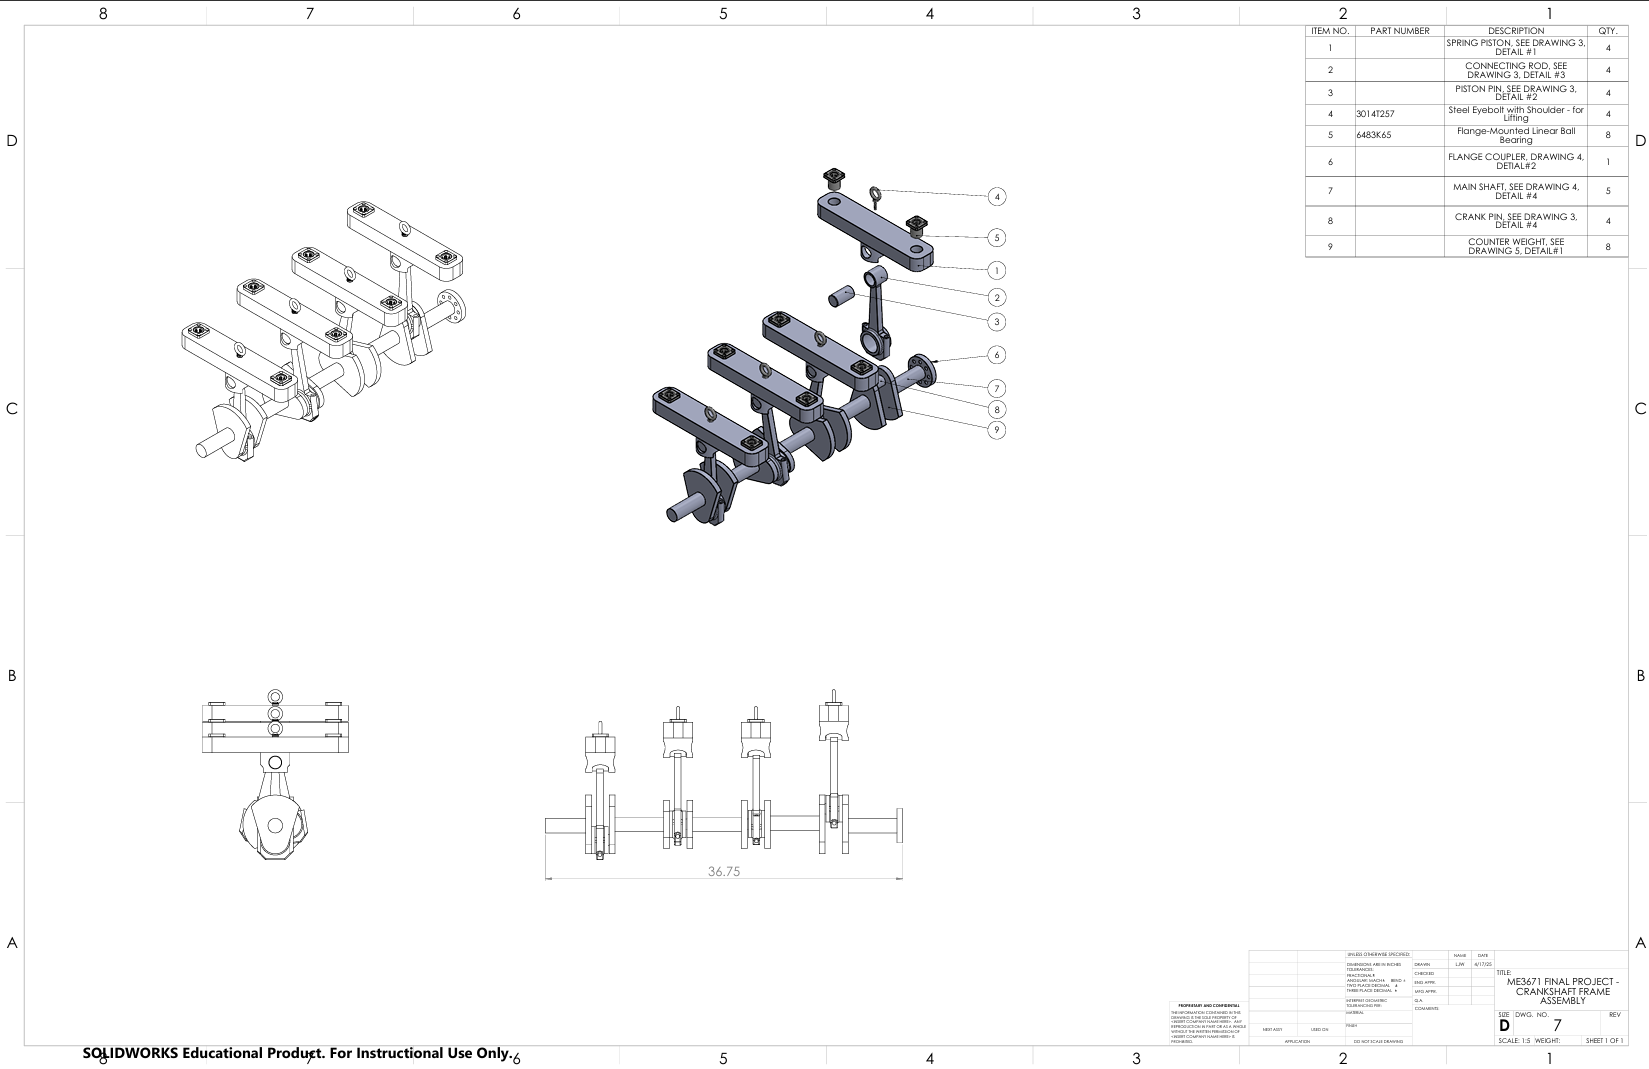 8 7 6 5 4 3 2 1
ITEM NO. PART NUMBER DESCRIPTION QTY.
1 SPRING PISTON, SEE DRAWING 3, DETAIL #1 4
2 CONNECTING ROD, SEE DRAWING 3, DETAIL #3 4
3 PISTON PIN, SEE DRAWING 3, DETAIL #2 4
4 3014T257 Steel Eyebolt with Shoulder - for Lifting 4
5 6483K65 Flange-Mounted Linear Ball Bearing 8
6 FLANGE COUPLER, DRAWING 4, DETIAL#2 1
7 MAIN SHAFT, SEE DRAWING 4, DETAIL #4 5
8 CRANK PIN, SEE DRAWING 3, DETAIL #4 4
9 COUNTER WEIGHT, SEE DRAWING 5, DETAIL#1 8
D D
4
5
1
2
3
6
7
8
9
C C
B B
36.75
A A
PROPRIETARY AND CONFIDENTIAL
THE INFORMATION CONTAINED IN THIS
DRAWING IS THE SOLE PROPERTY OF
<INSERT COMPANY NAME HERE>. ANY
REPRODUCTION IN PART OR AS A WHOLE
WITHOUT THE WRITTEN PERMISSION OF
<INSERT COMPANY NAME HERE> IS
PROHIBITED.
NEXT ASSY USED ON
APPLICATION
UNLESS OTHERWISE SPECIFIED:
DIMENSIONS ARE IN INCHES
TOLERANCES:
FRACTIONAL±
ANGULAR: MACH± BEND ±
TWO PLACE DECIMAL ±
THREE PLACE DECIMAL ±
INTERPRET GEOMETRIC
TOLERANCING PER:
MATERIAL
FINISH
DO NOT SCALE DRAWING
NAME DATE
DRAWN LJW 4/17/25
CHECKED
ENG APPR.
MFG APPR.
Q.A.
COMMENTS:
TITLE:
ME3671 FINAL PROJECT -
CRANKSHAFT FRAME
ASSEMBLY
SIZE DWG. NO. REV
D 7
SCALE: 1:5 WEIGHT: SHEET 1 OF 1
SOLIDWORKS Educational Product. For Instructional Use Only.
8 7 6 5 4 3 2 1